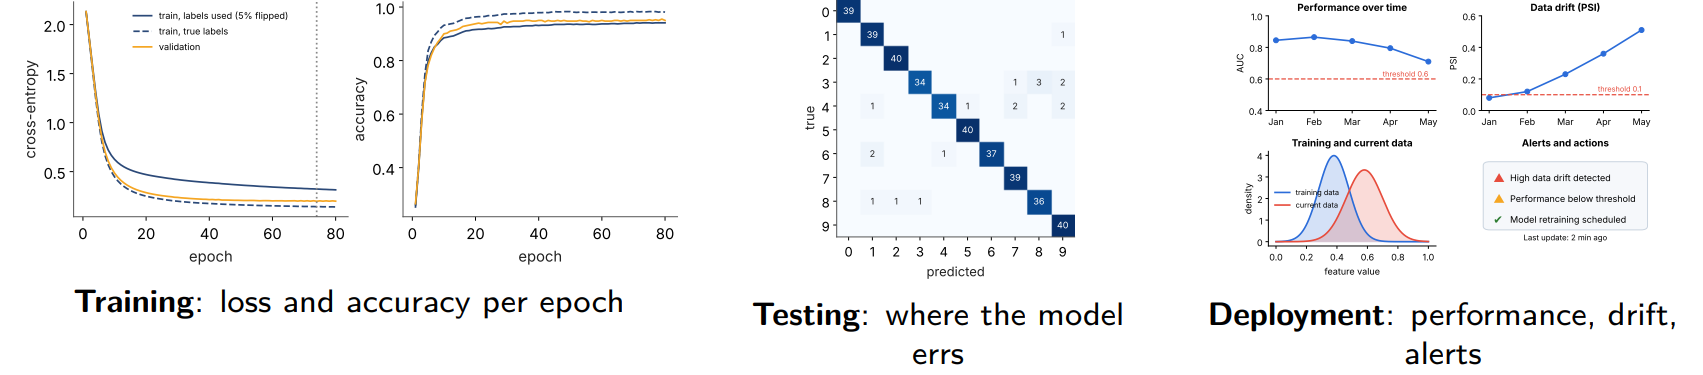 2.0
1.5
1.0
0.5
0 20 40 60 80
epoch
cross-entropy
train, labels used (5% flipped)
train, true labels
validation
1.0
0.8
0.6
0.4
0 20 40 60 80
epoch
accuracy
Training: loss and accuracy per epoch
true
0 39
1 39 1
2 40
3 34 1 3 2
4 1 34 1 2 2
5 40
6 2 1 37
7 39
8 1 1 1 36
9 40
0 1 2 3 4 5 6 7 8 9
predicted
Testing: where the model
errs
Performance over time
1.0
0.8
0.6
0.4
AUC
threshold 0.6
Jan Feb Mar Apr May
Data drift (PSI)
0.6
0.4
0.2
0.0
PSI
threshold 0.1
Jan Feb Mar Apr May
Training and current data
4
3
2
1
0
density
training data
current data
0.0 0.2 0.4 0.6 0.8 1.0
feature value
Alerts and actions
High data drift detected
Performance below threshold
Model retraining scheduled
Last update: 2 min ago
Deployment: performance, drift,
alerts